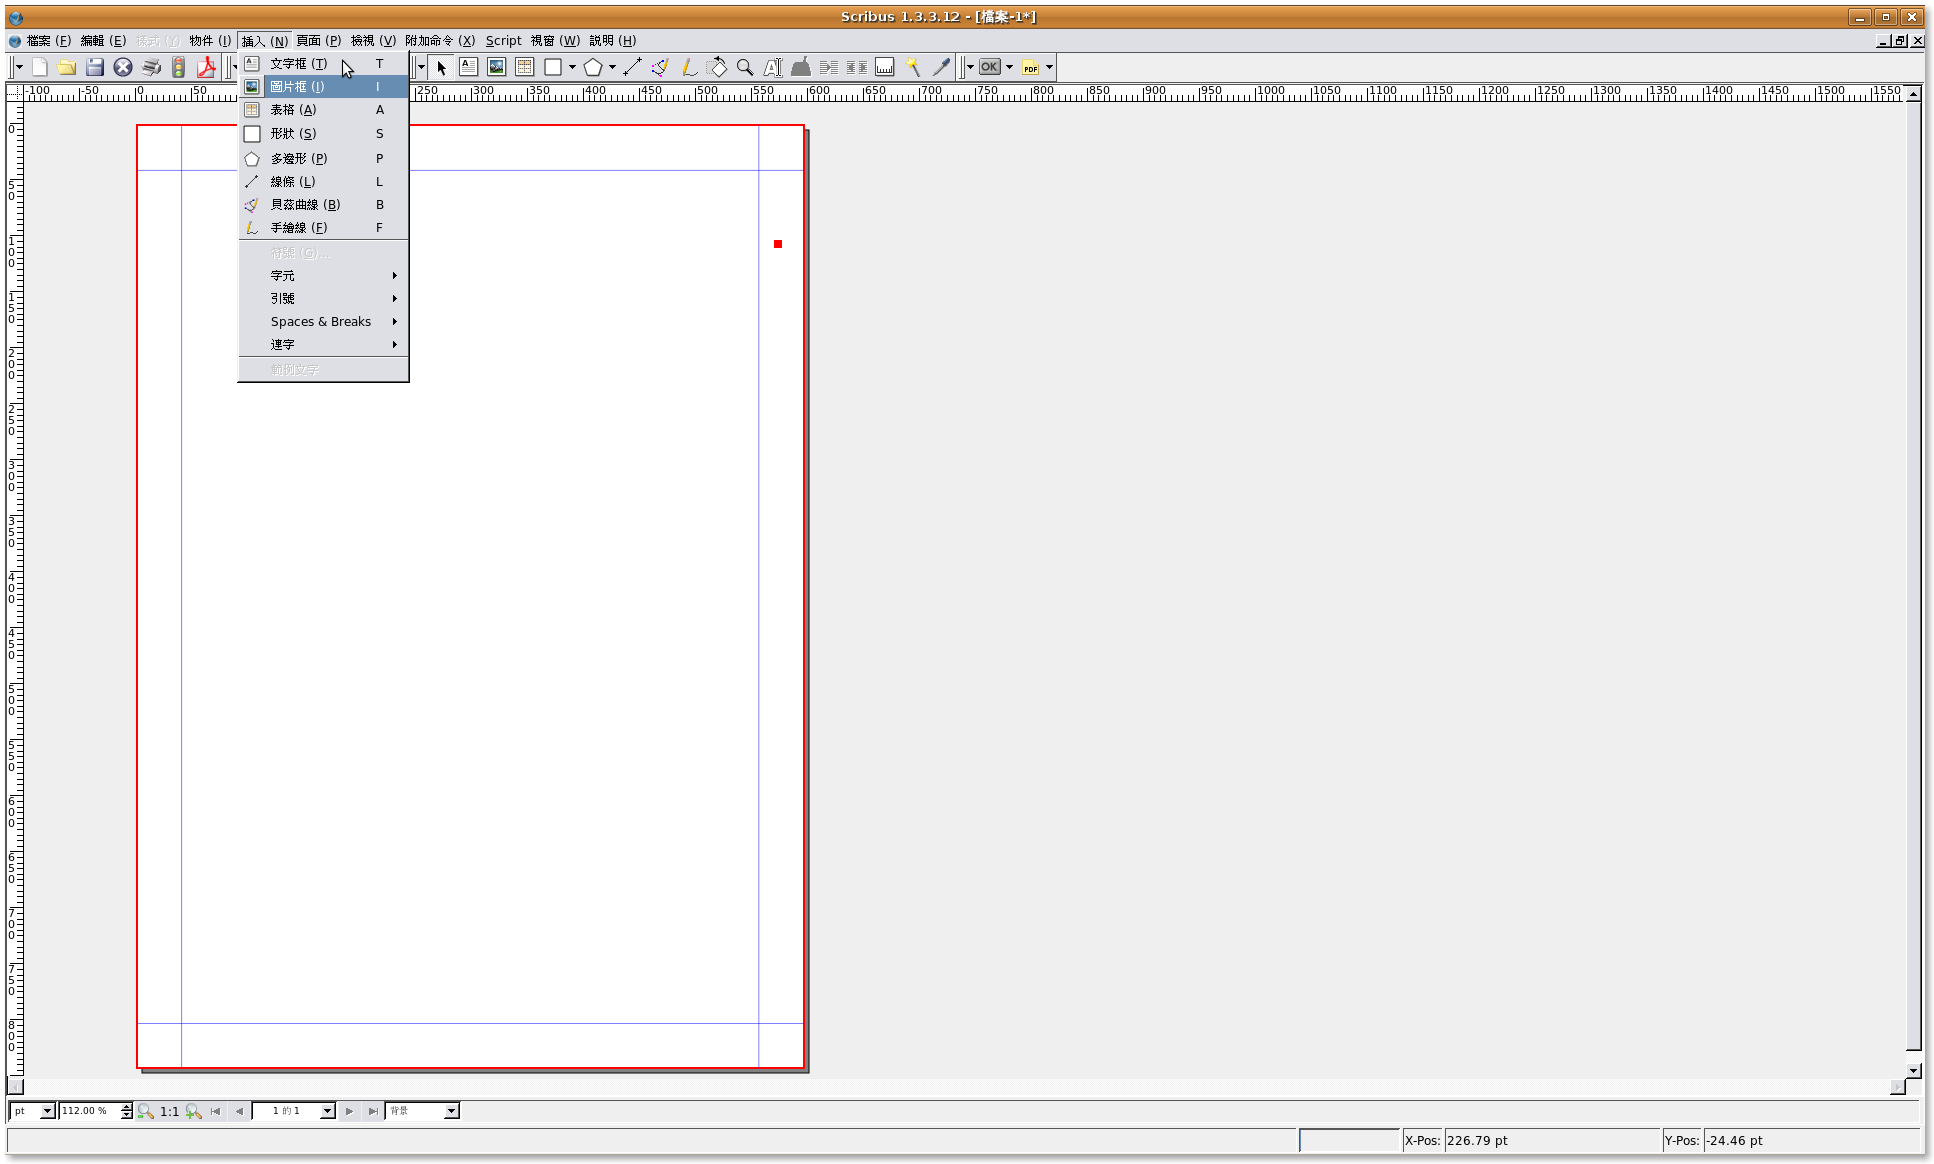 Scribus 1.3.3.12 - [檔案-1*]
檔案 (F) 編輯 (E) 樣式 (Y) 物件 (I) 插入 (N) 頁面 (P) 檢視 (V) 附加命令 (X) Script 視窗 (W) 説明 (H)
文字框 (T) T
圖片框 (I) I
表格 (A) A
形狀 (S) S
多邊形 (P) P
線條 (L) L
貝茲曲線 (B) B
手繪線 (F) F
符號 (G)...
字元
引號
Spaces & Breaks
連字
範例文字
OK
PDF
-100 -50 0 50 250 300 350 400 450 500 550 600 650 700 750 800 850 900 950 1000 1050 1100 1150 1200 1250 1300 1350 1400 1450 1500 1550
0
50
100
150
200
250
300
350
400
450
500
550
600
650
700
750
800
pt 112.00 % 1:1 1 的 1 背景
X-Pos: 226.79 pt Y-Pos: -24.46 pt